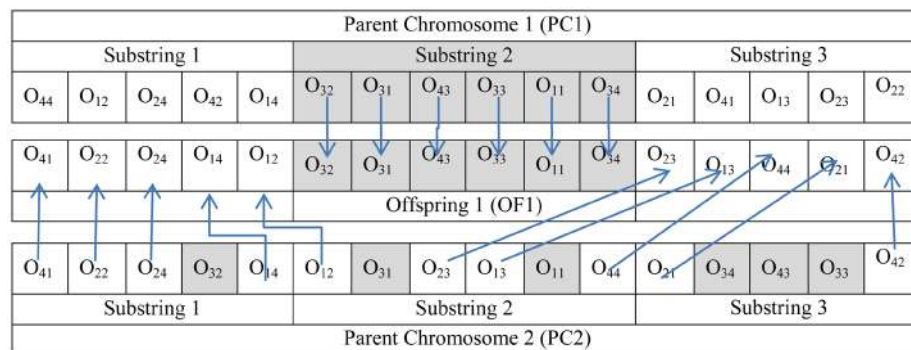 Parent Chromosome 1 (PC1)
Substring 1 Substring 2 Substring 3
O44 O12 O24 O42 O14 O32 O31 O43 O33 O11 O34 O21 O41 O13 O23 O22
O41 O22 O24 O14 O12 O32 O31 O43 O33 O11 O34 O23 O13 O44 O21 O42
Offspring 1 (OF1)
O41 O22 O24 O32 O14 O12 O31 O23 O13 O11 O44 O21 O34 O43 O33 O42
Substring 1 Substring 2 Substring 3
Parent Chromosome 2 (PC2)